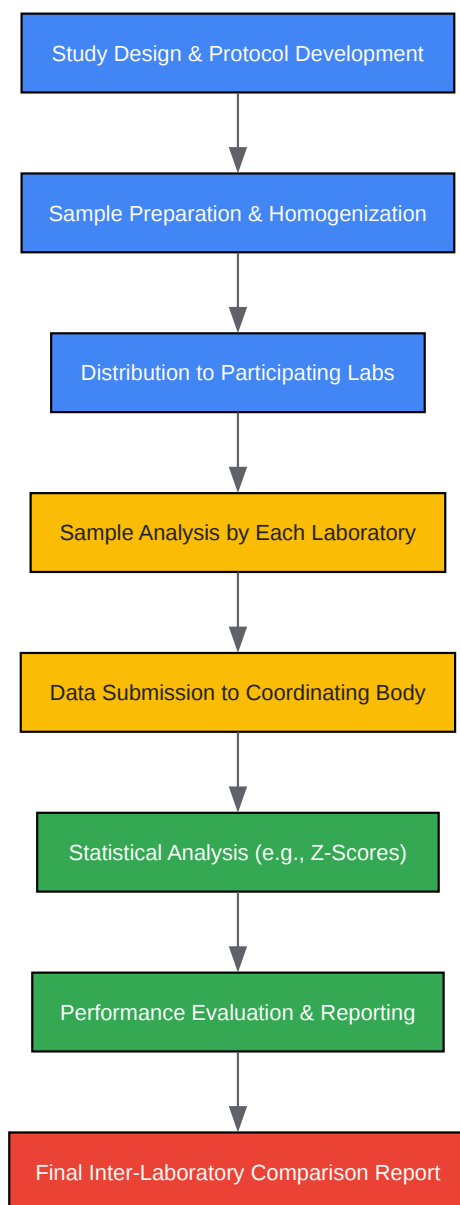 Study Design & Protocol Development
Sample Preparation & Homogenization
Distribution to Participating Labs
Sample Analysis by Each Laboratory
Data Submission to Coordinating Body
Statistical Analysis (e.g., Z-Scores)
Performance Evaluation & Reporting
Final Inter-Laboratory Comparison Report